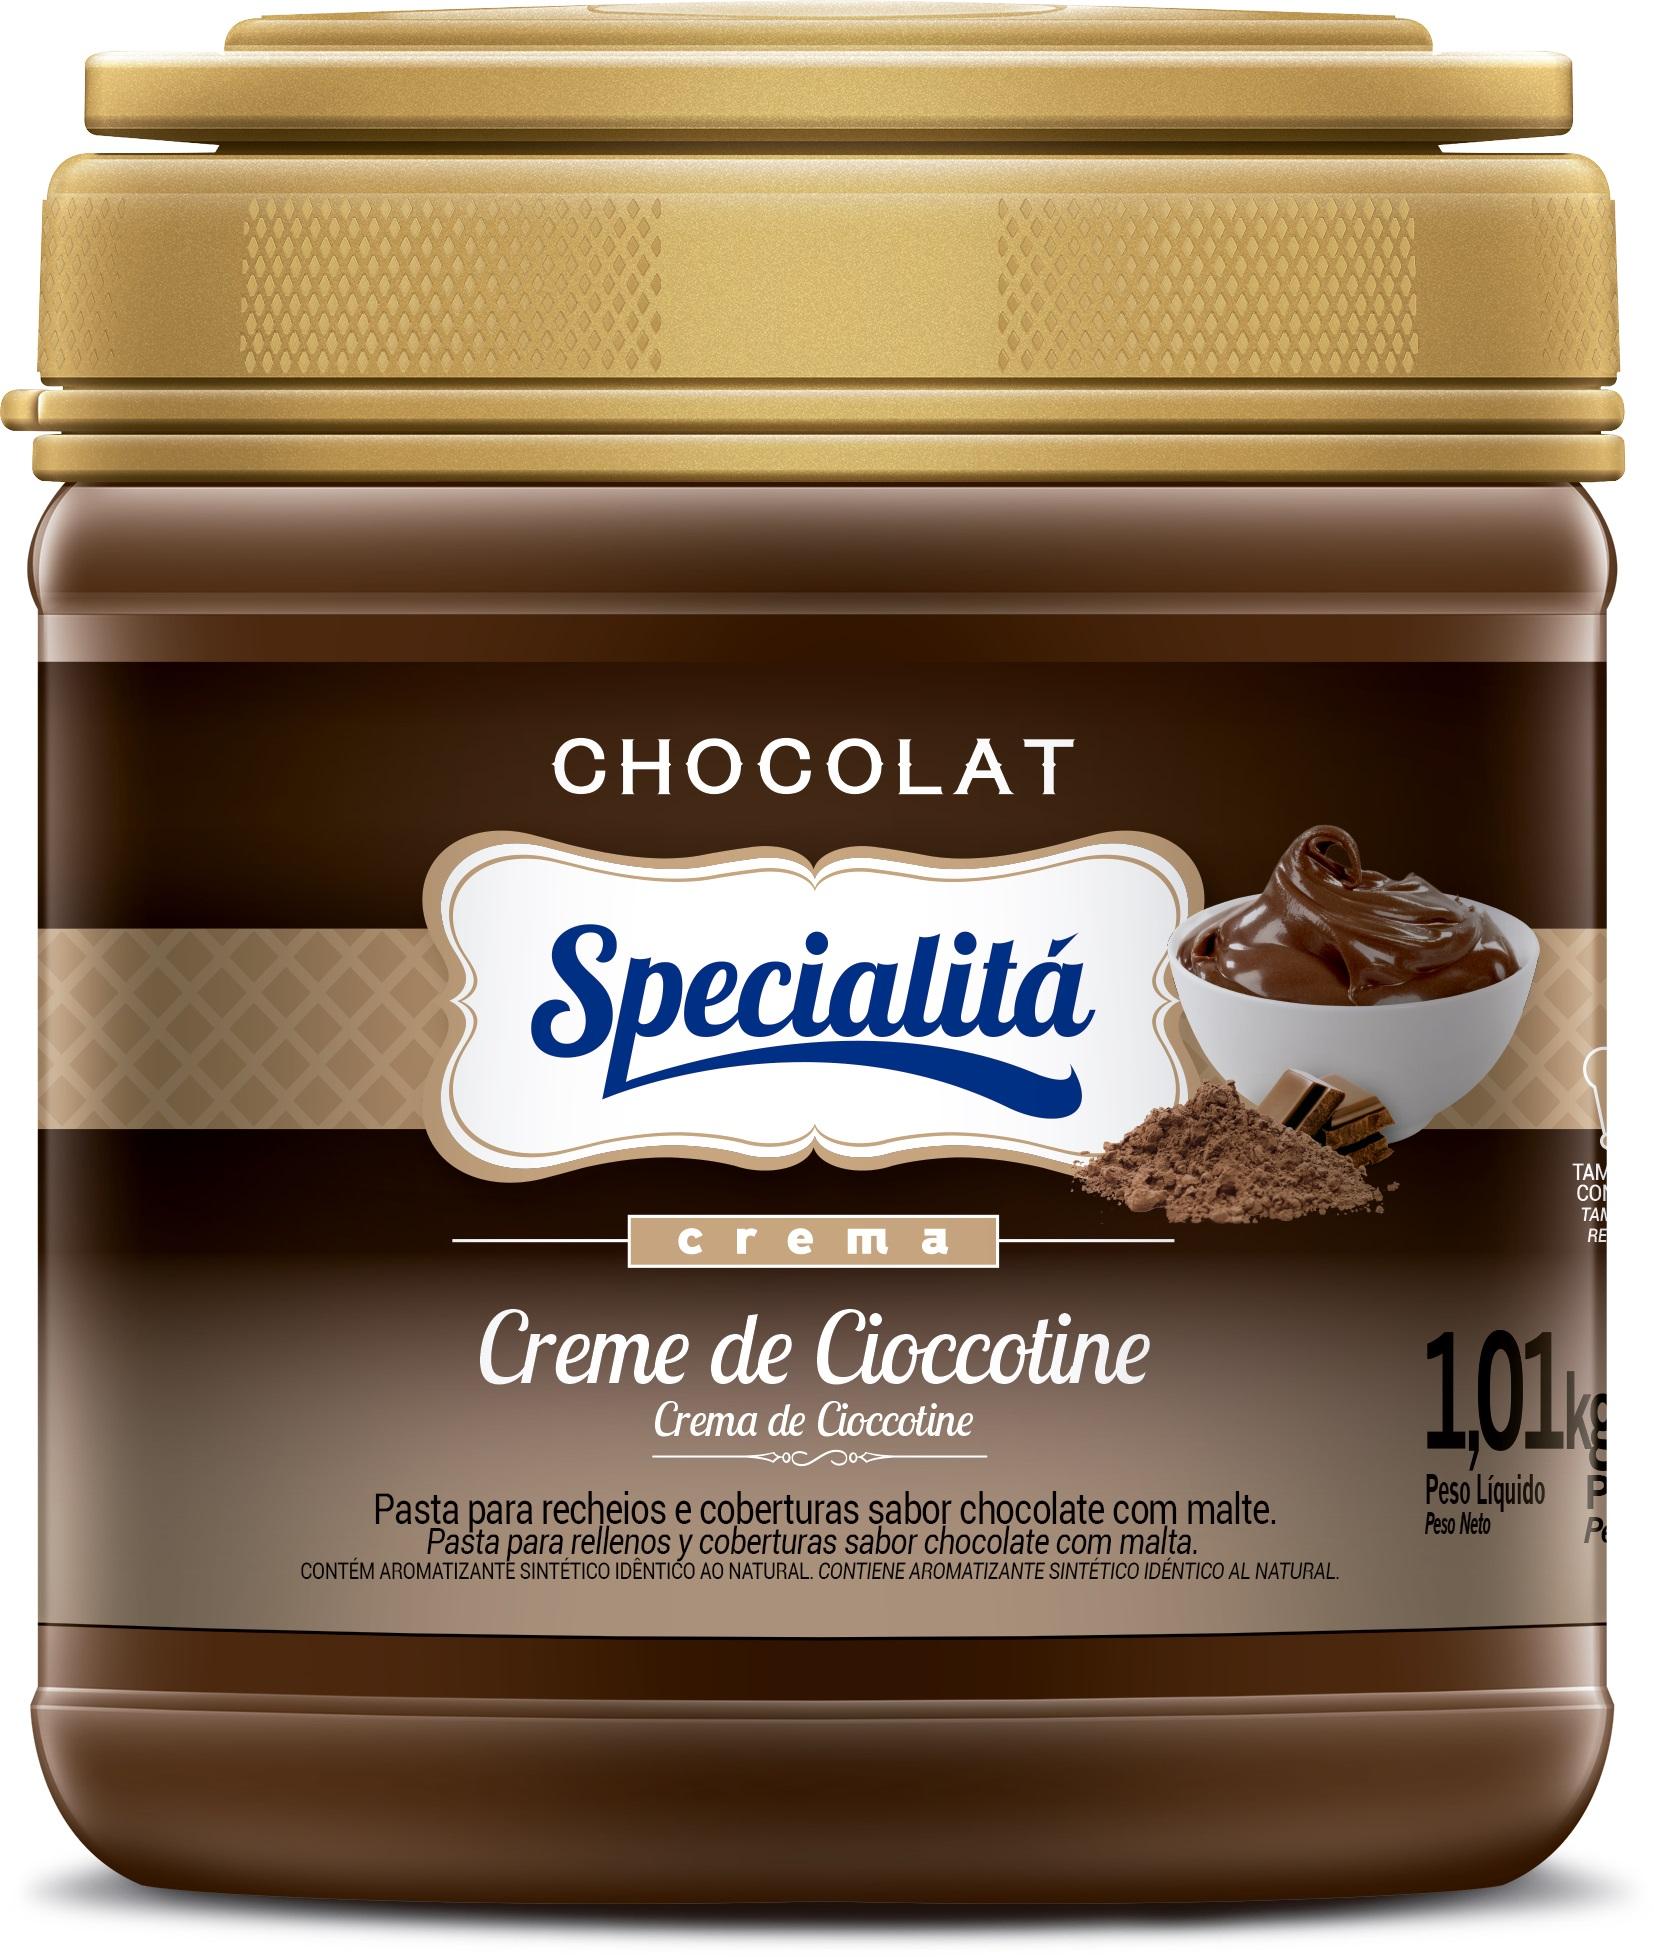 CHOCOLAT
Specialitá
crema
Creme de Cioccotine
Crema de Cioccotine
Pasta para recheios e coberturas sabor chocolate com malte.
Pasta para rellenos y coberturas sabor chocolate com malta.
CONTÉM AROMATIZANTE SINTÉTICO IDÊNTICO AO NATURAL. CONTIENE AROMATIZANTE SINTÉTICO IDÉNTICO AL NATURAL.
1,01kg
Peso Líquido
Peso Neto